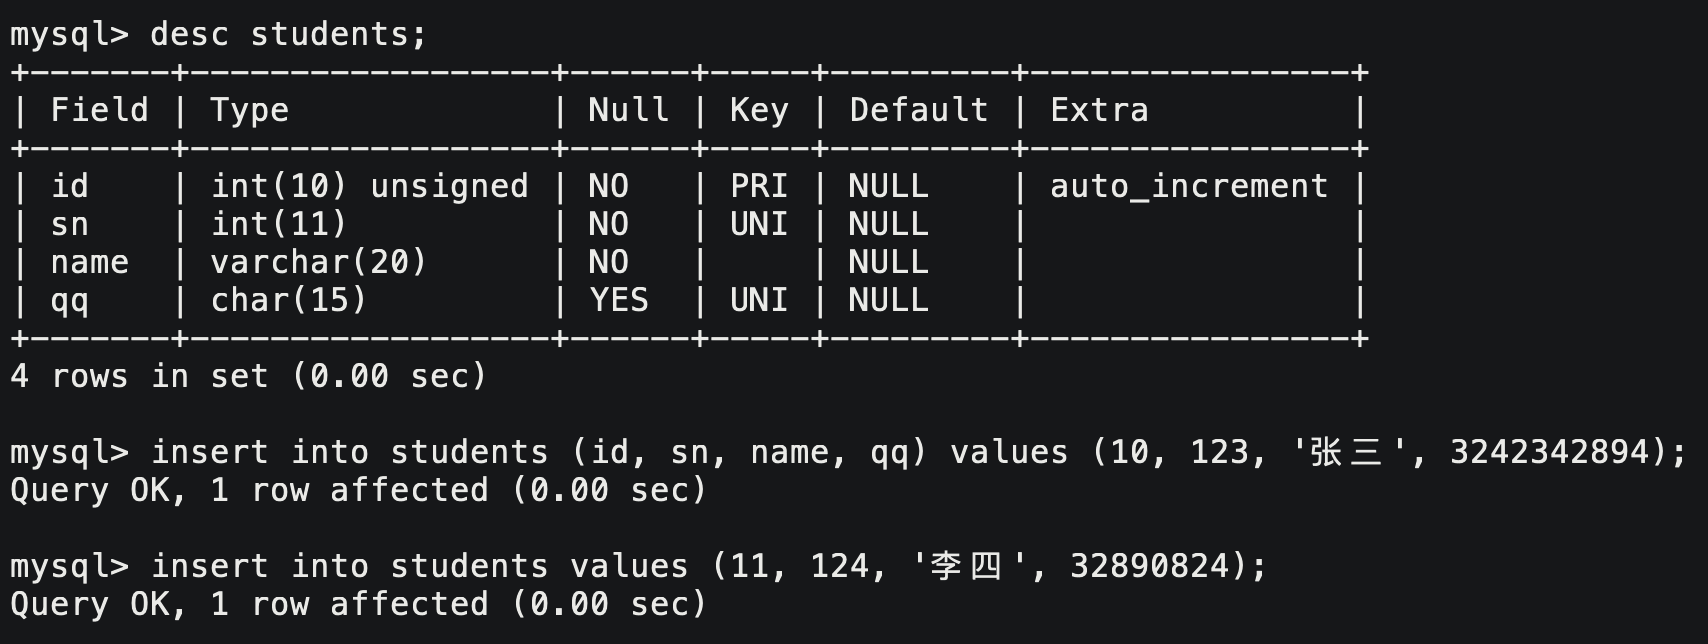 mysql> desc students;
+-------+------------------+------+-----+---------+----------------+
| Field | Type             | Null | Key | Default | Extra          |
+-------+------------------+------+-----+---------+----------------+
| id    | int(10) unsigned | NO   | PRI | NULL    | auto_increment |
| sn    | int(11)          | NO   | UNI | NULL    |                |
| name  | varchar(20)      | NO   |     | NULL    |                |
| qq    | char(15)         | YES  | UNI | NULL    |                |
+-------+------------------+------+-----+---------+----------------+
4 rows in set (0.00 sec)
mysql> insert into students (id, sn, name, qq) values (10, 123, '张三', 3242342894);
Query OK, 1 row affected (0.00 sec)
mysql> insert into students values (11, 124, '李四', 32890824);
Query OK, 1 row affected (0.00 sec)